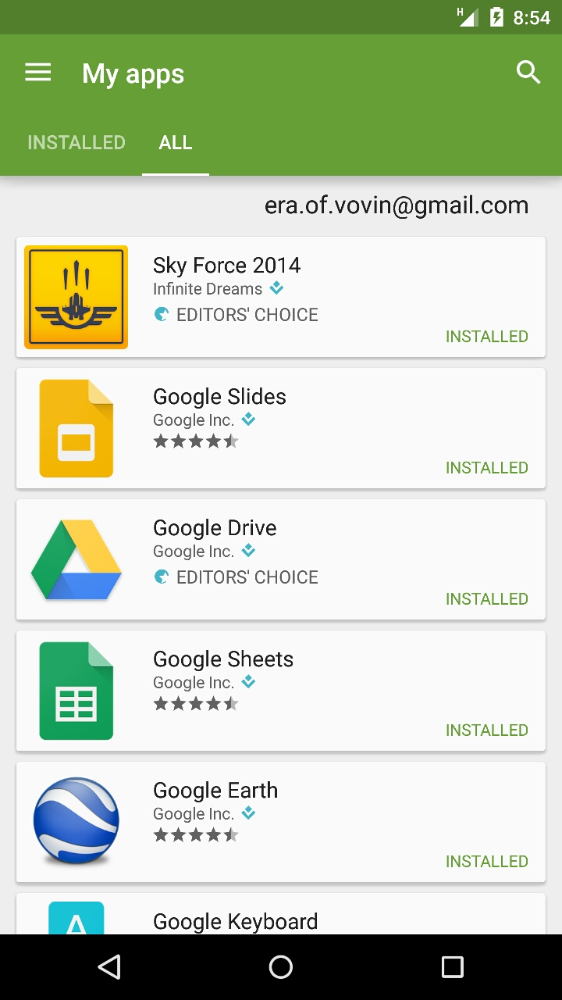 H 8:54
My apps
INSTALLED ALL
era.of.vovin@gmail.com
Sky Force 2014
Infinite Dreams
EDITORS' CHOICE
INSTALLED
Google Slides
Google Inc.
INSTALLED
Google Drive
Google Inc.
EDITORS' CHOICE
INSTALLED
Google Sheets
Google Inc.
INSTALLED
Google Earth
Google Inc.
INSTALLED
A
Google Keyboard